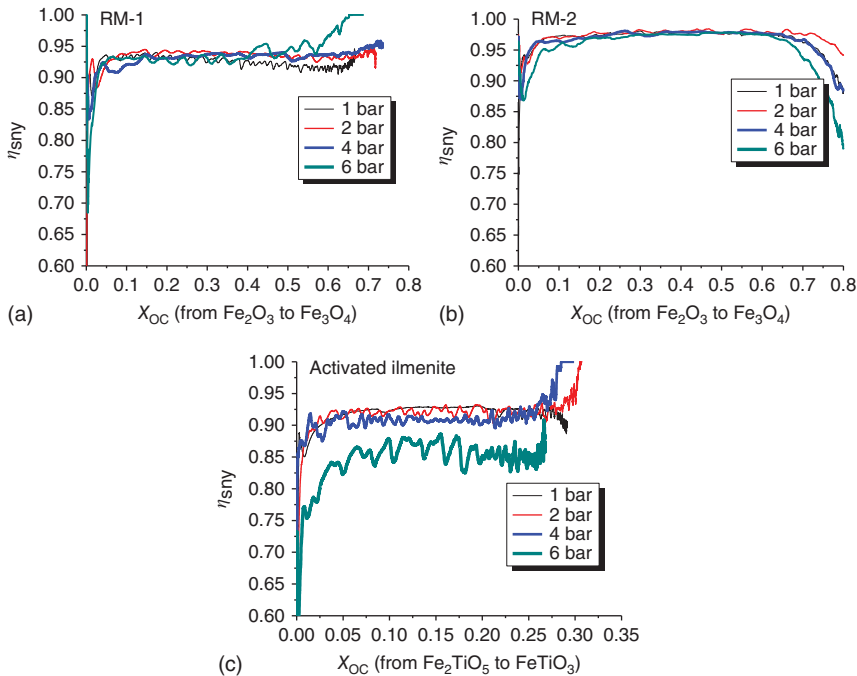 RM-1
1.00
0.95
0.90
0.85
0.80
0.75
0.70
0.65
0.60
ηsny
1 bar
2 bar
4 bar
6 bar
0.0 0.1 0.2 0.3 0.4 0.5 0.6 0.7 0.8
(a)
XOC (from Fe2O3 to Fe3O4)
RM-2
1.00
0.95
0.90
0.85
0.80
0.75
0.70
0.65
0.60
ηsny
1 bar
2 bar
4 bar
6 bar
0.0 0.1 0.2 0.3 0.4 0.5 0.6 0.7 0.8
(b)
XOC (from Fe2O3 to Fe3O4)
Activated ilmenite
1.00
0.95
0.90
0.85
0.80
0.75
0.70
0.65
0.60
ηsny
1 bar
2 bar
4 bar
6 bar
0.00 0.05 0.10 0.15 0.20 0.25 0.30 0.35
(c)
XOC (from Fe2TiO5 to FeTiO3)